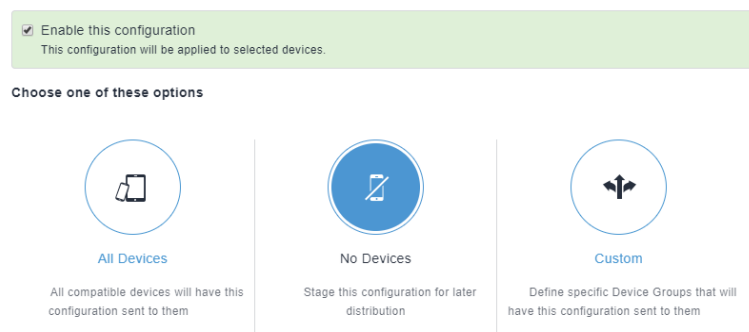 Enable this configuration
This configuration will be applied to selected devices.
Choose one of these options
All Devices
All compatible devices will have this
configuration sent to them
No Devices
Stage this configuration for later
distribution
Custom
Define specific Device Groups that will
have this configuration sent to them